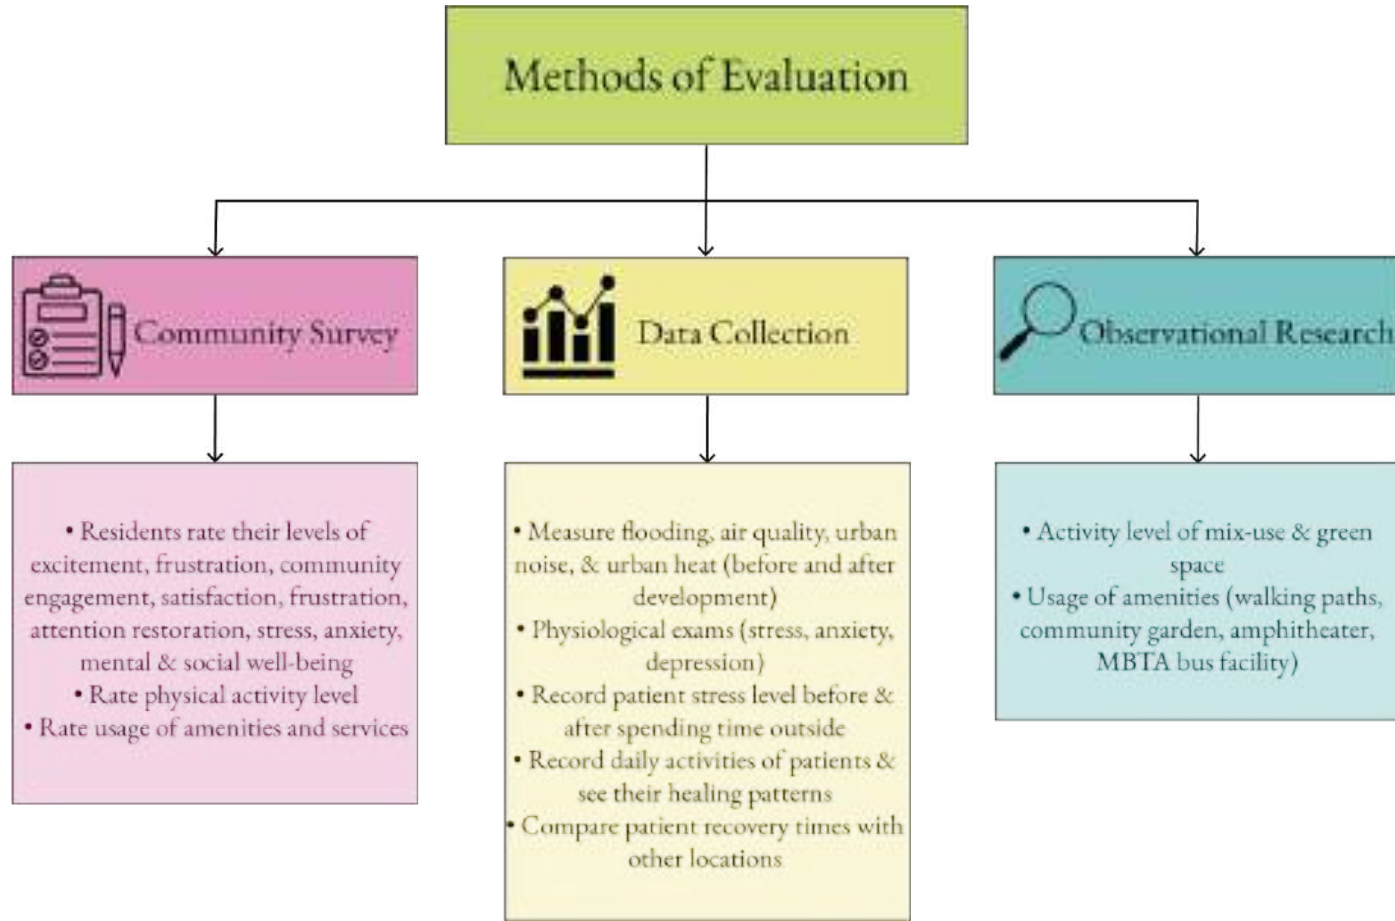 Methods of Evaluation
Community Survey
• Residents rate their levels of
excitement, frustration, community
engagement, satisfaction, frustration,
attention restoration, stress, anxiety,
mental & social well-being
• Rate physical activity level
• Rate usage of amenities and services
Data Collection
• Measure flooding, air quality, urban
noise, & urban heat (before and after
development)
• Physiological exams (stress, anxiety,
depression)
• Record patient stress level before &
after spending time outside
• Record daily activities of patients &
see their healing patterns
• Compare patient recovery times with
other locations
Observational Research
• Activity level of mix-use & green
space
• Usage of amenities (walking paths,
community garden, amphitheater,
MBTA bus facility)